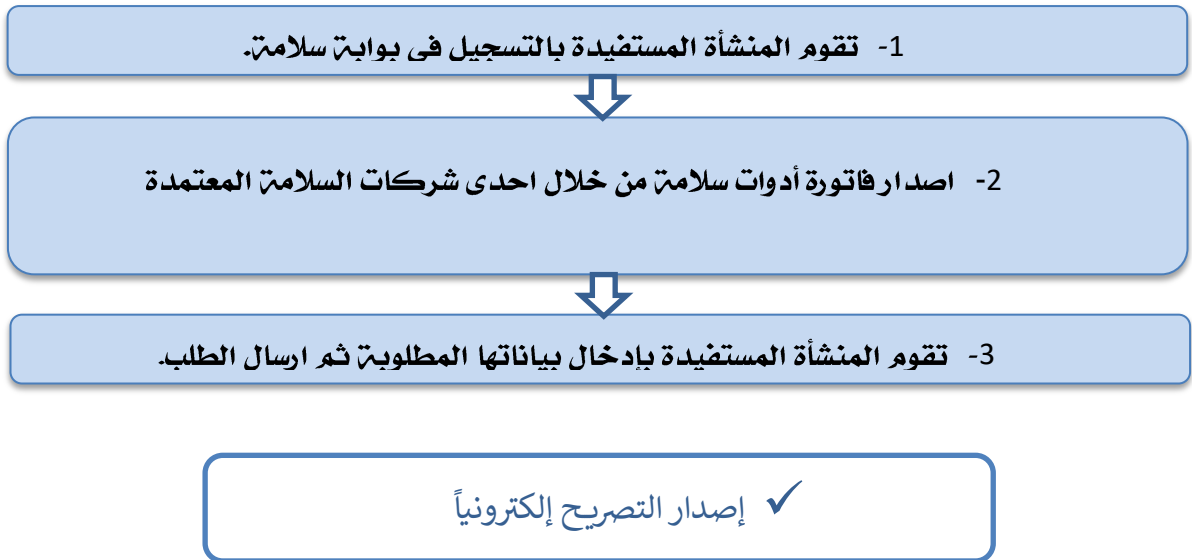 1- تقوم المنشأة المستفيدة بالتسجيل في بوابة سلامة.
2- اصدار فاتورة أدوات سلامة من خلال احدى شركات السلامة المعتمدة
3- تقوم المنشأة المستفيدة بإدخال بياناتها المطلوبة ثم ارسال الطلب.
✓ إصدار التصريح إلكترونياً